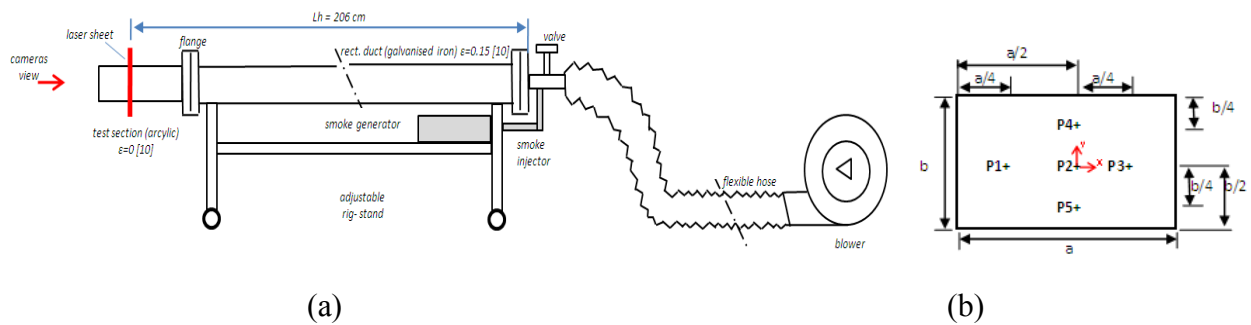 Lh = 206 cm
laser sheet
flange
valve
rect. duct (galvanised iron) ε=0.15 [10]
cameras
view
test section (arcylic)
ε=0 [10]
smoke generator
smoke
injector
adjustable
rig- stand
flexible hose
blower
(a)
a/2
a/4
a/4
b/4
P4+
Y
b
P1+
P2+
X
P3+
b/4
b/2
P5+
a
(b)